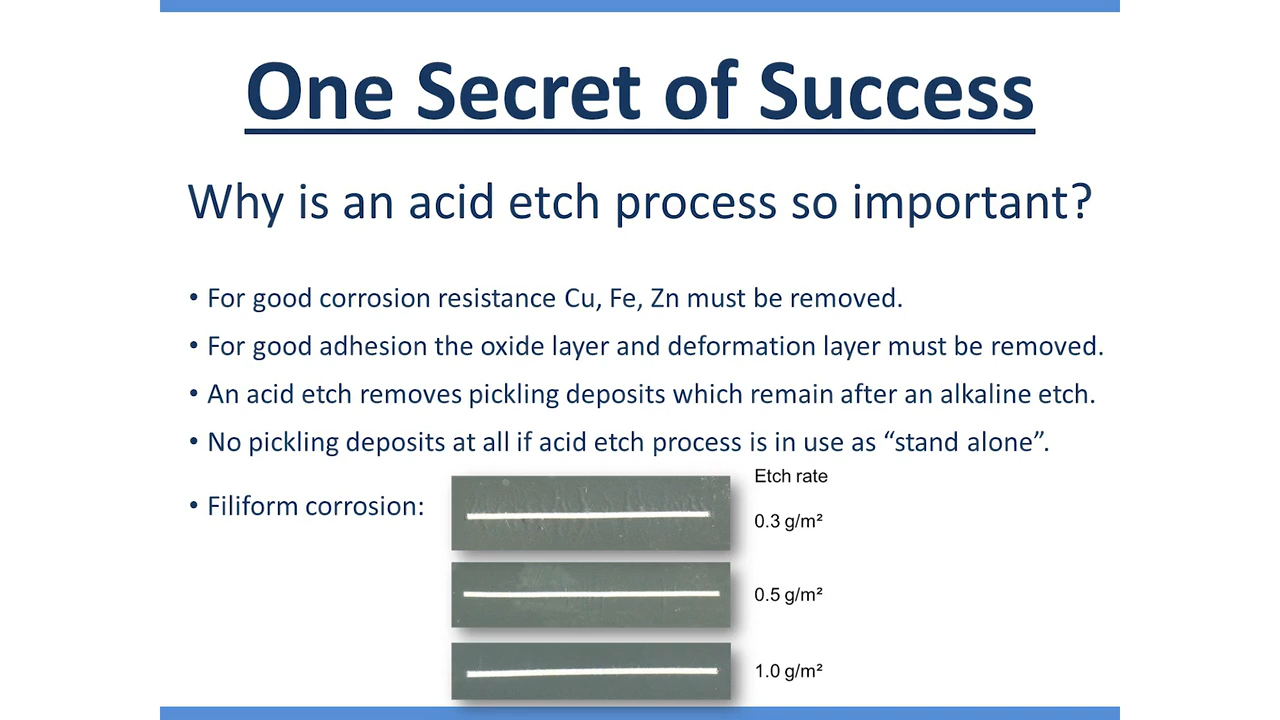 One Secret of Success
Why is an acid etch process so important?
• For good corrosion resistance Cu, Fe, Zn must be removed.
• For good adhesion the oxide layer and deformation layer must be removed.
• An acid etch removes pickling deposits which remain after an alkaline etch.
• No pickling deposits at all if acid etch process is in use as “stand alone”.
Etch rate
• Filiform corrosion:
0.3 g/m²
0.5 g/m²
1.0 g/m²